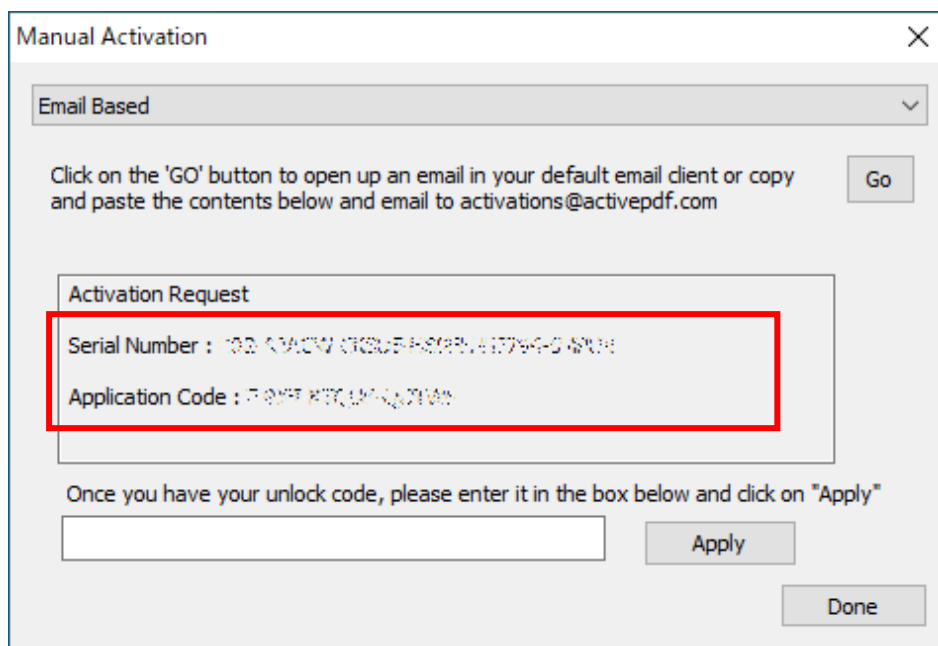 Manual Activation
Email Based
Click on the 'GO' button to open up an email in your default email client or copy
and paste the contents below and email to activations@activepdf.com
Go
Activation Request
Serial Number :
Application Code :
Once you have your unlock code, please enter it in the box below and click on "Apply"
Apply
Done